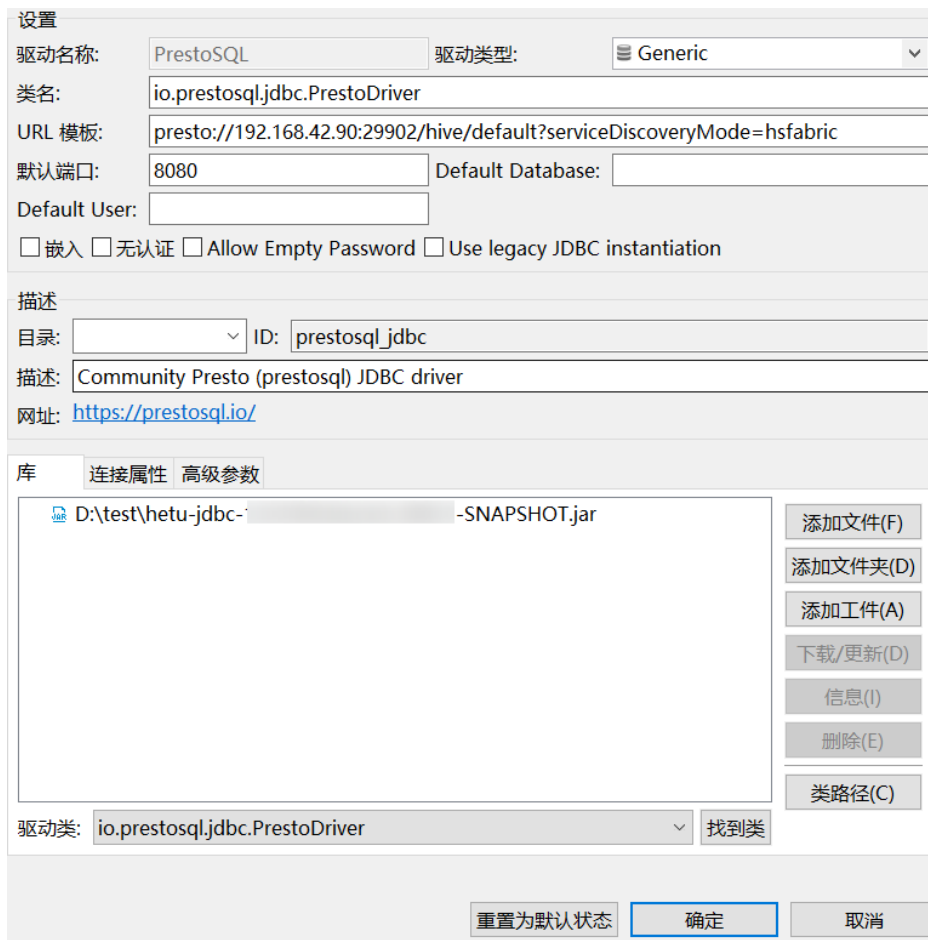 设置
驱动名称: PrestoSQL 驱动类型: Generic
类名: io.prestosql.jdbc.PrestoDriver
URL 模板: presto://192.168.42.90:29902/hive/default?serviceDiscoveryMode=hsfabric
默认端口: 8080 Default Database:
Default User:
嵌入 无认证 Allow Empty Password Use legacy JDBC instantiation
描述
目录: ID: prestosql_jdbc
描述: Community Presto (prestosql) JDBC driver
网址: https://prestosql.io/
库 连接属性 高级参数
JAR D:\test\hetu-jdbc- -SNAPSHOT.jar
添加文件(F)
添加文件夹(D)
添加工件(A)
下载/更新(D)
信息(I)
删除(E)
类路径(C)
驱动类: io.prestosql.jdbc.PrestoDriver 找到类
重置为默认状态 确定 取消